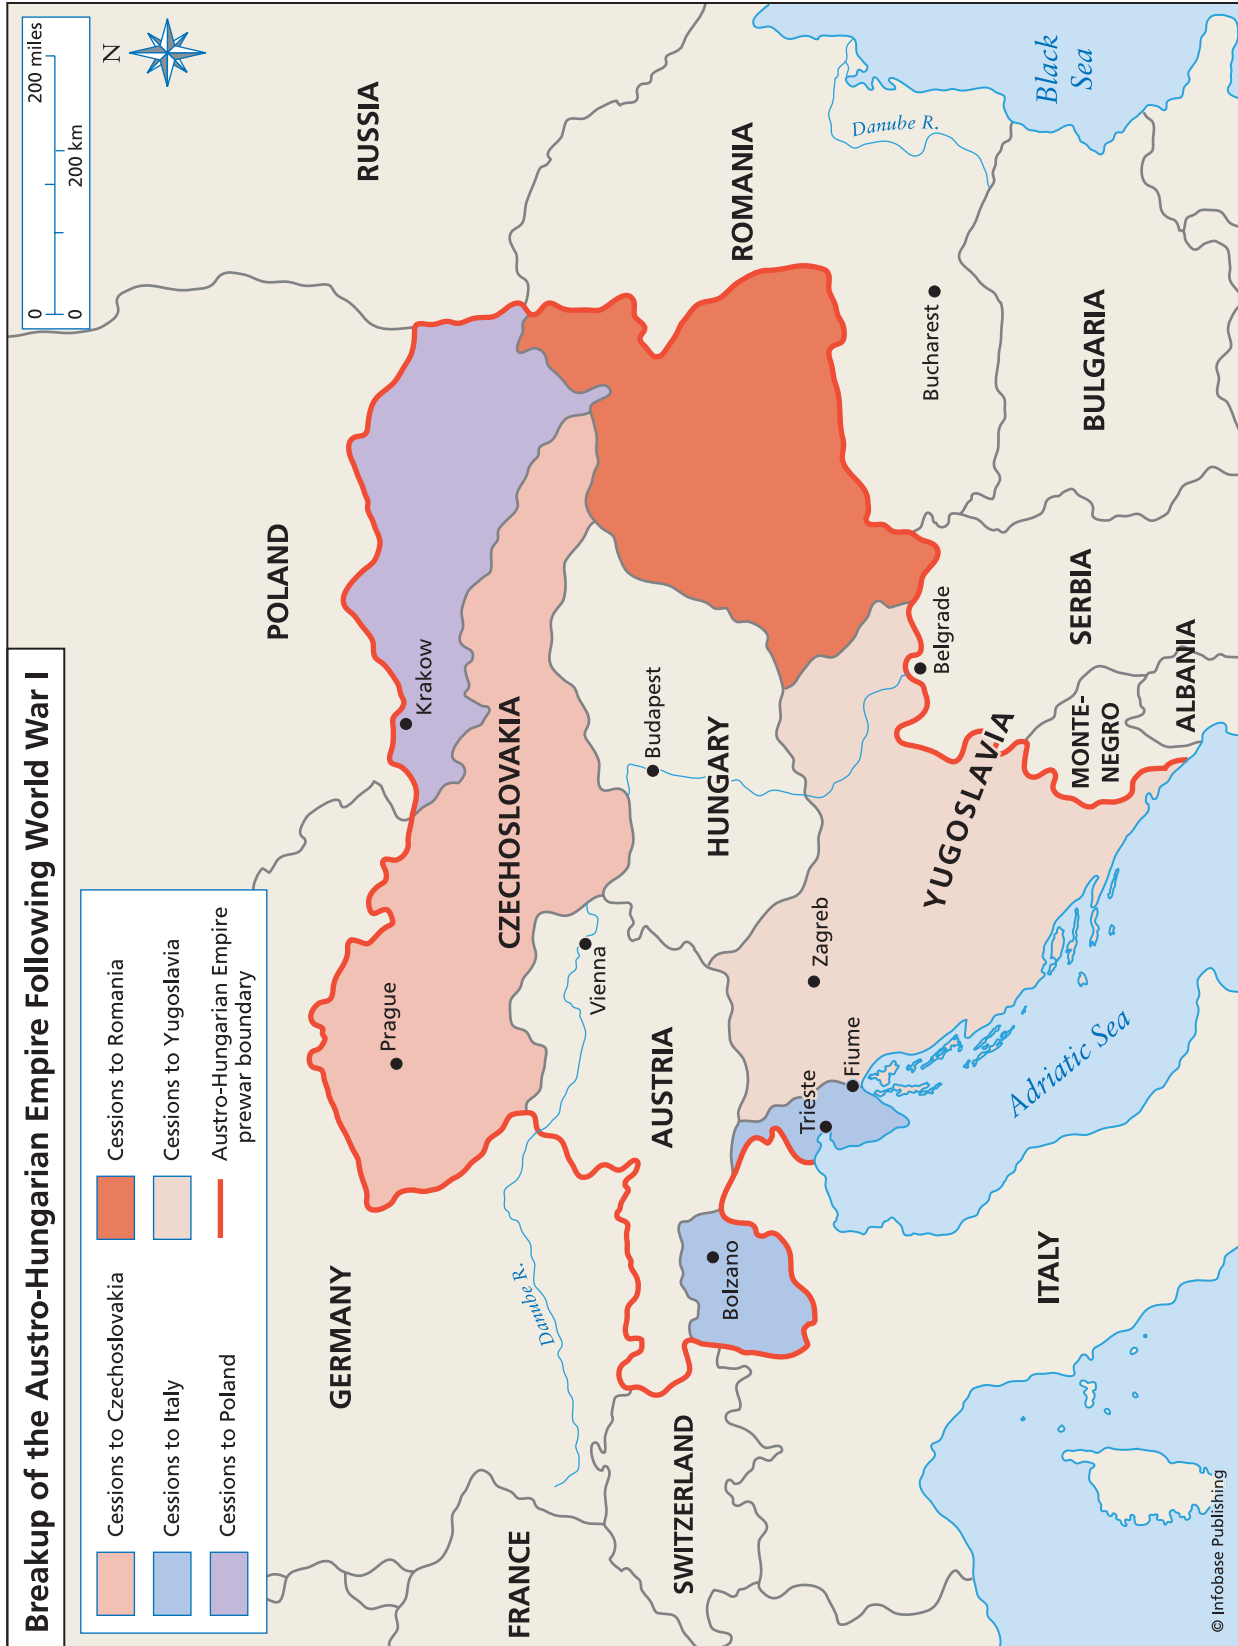 Breakup of the Austro-Hungarian Empire Following World War I
Cessions to Czechoslovakia
Cessions to Italy
Cessions to Poland
Cessions to Romania
Cessions to Yugoslavia
Austro-Hungarian Empire
prewar boundary
0 200 miles
0 200 km
N
RUSSIA
POLAND
GERMANY
Krakow
Prague
CZECHOSLOVAKIA
FRANCE
Danube R.
Vienna
Budapest
AUSTRIA
HUNGARY
SWITZERLAND
Bolzano
ROMANIA
Danube R.
Black
Sea
Bucharest
Zagreb
Trieste
Fiume
Belgrade
YUGOSLAVIA
SERBIA
BULGARIA
MONTE-
NEGRO
ALBANIA
Adriatic Sea
ITALY
© Infobase Publishing